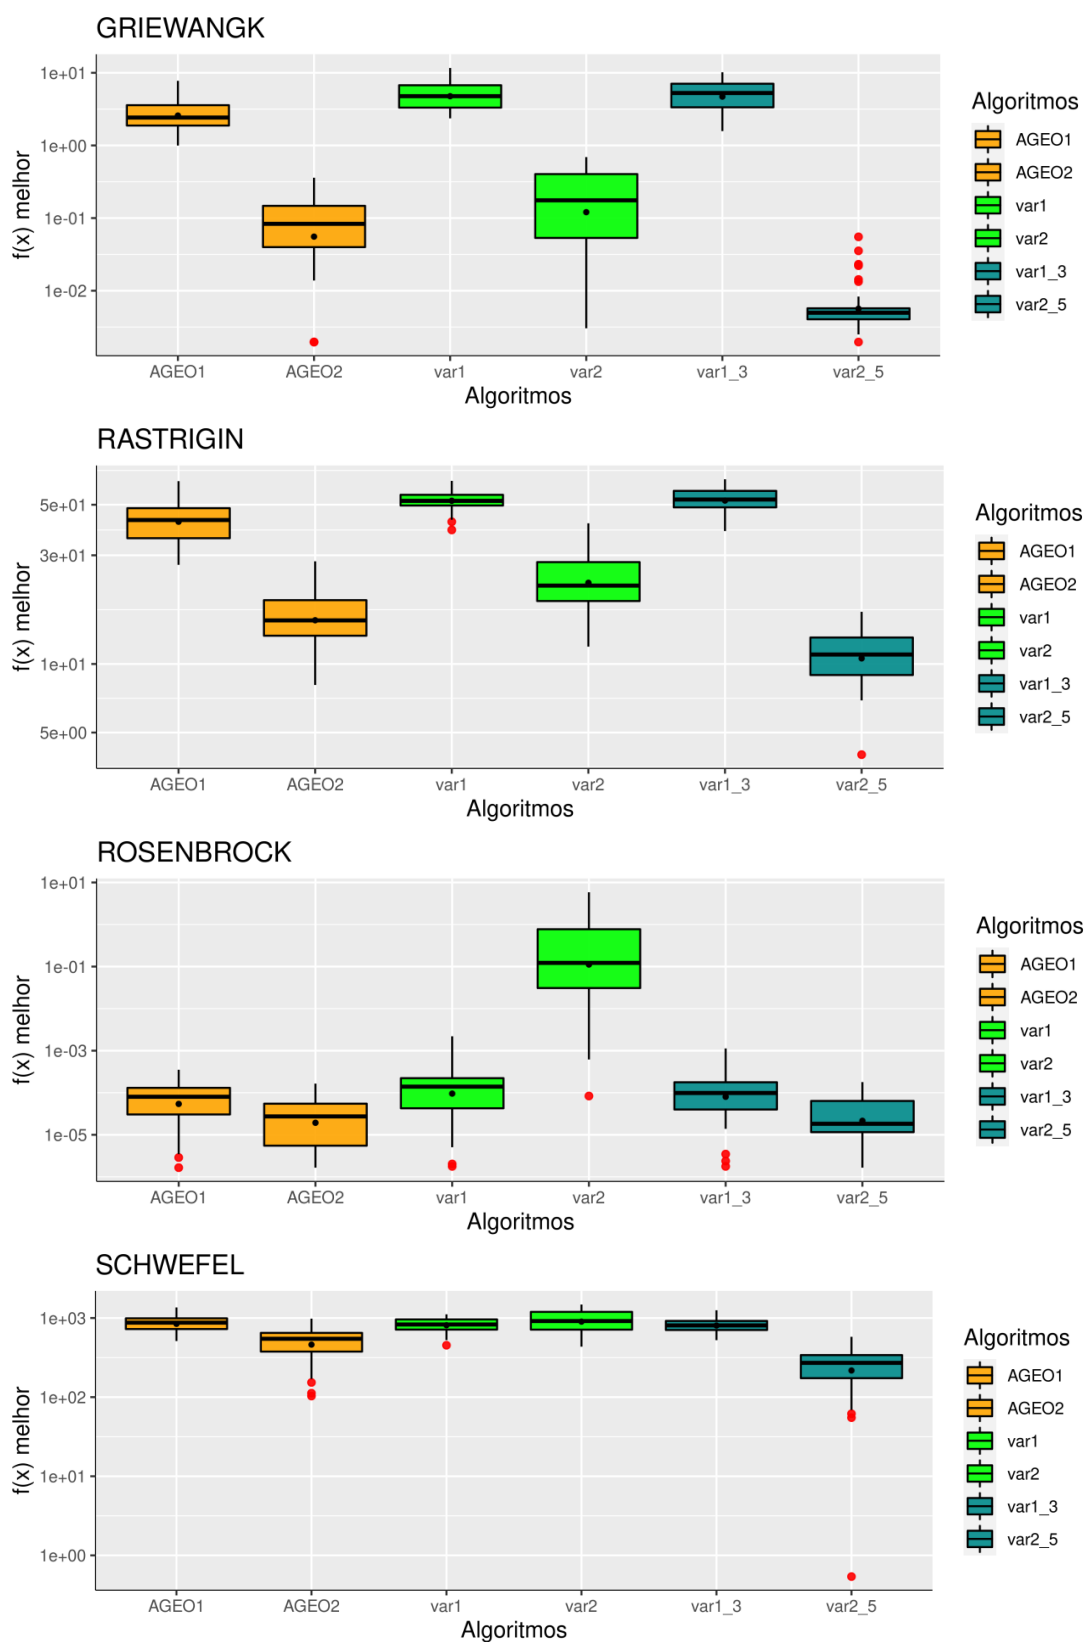 GRIEWANGK
f(x) melhor
1e+01
1e+00
1e-01
1e-02
AGEO1 AGEO2 var1 var2 var1_3 var2_5
Algoritmos
Algoritmos
AGEO1
AGEO2
var1
var2
var1_3
var2_5
RASTRIGIN
f(x) melhor
5e+01
3e+01
1e+01
5e+00
AGEO1 AGEO2 var1 var2 var1_3 var2_5
Algoritmos
Algoritmos
AGEO1
AGEO2
var1
var2
var1_3
var2_5
ROSENBROCK
f(x) melhor
1e+01
1e-01
1e-03
1e-05
AGEO1 AGEO2 var1 var2 var1_3 var2_5
Algoritmos
Algoritmos
AGEO1
AGEO2
var1
var2
var1_3
var2_5
SCHWEFEL
f(x) melhor
1e+03
1e+02
1e+01
1e+00
AGEO1 AGEO2 var1 var2 var1_3 var2_5
Algoritmos
Algoritmos
AGEO1
AGEO2
var1
var2
var1_3
var2_5